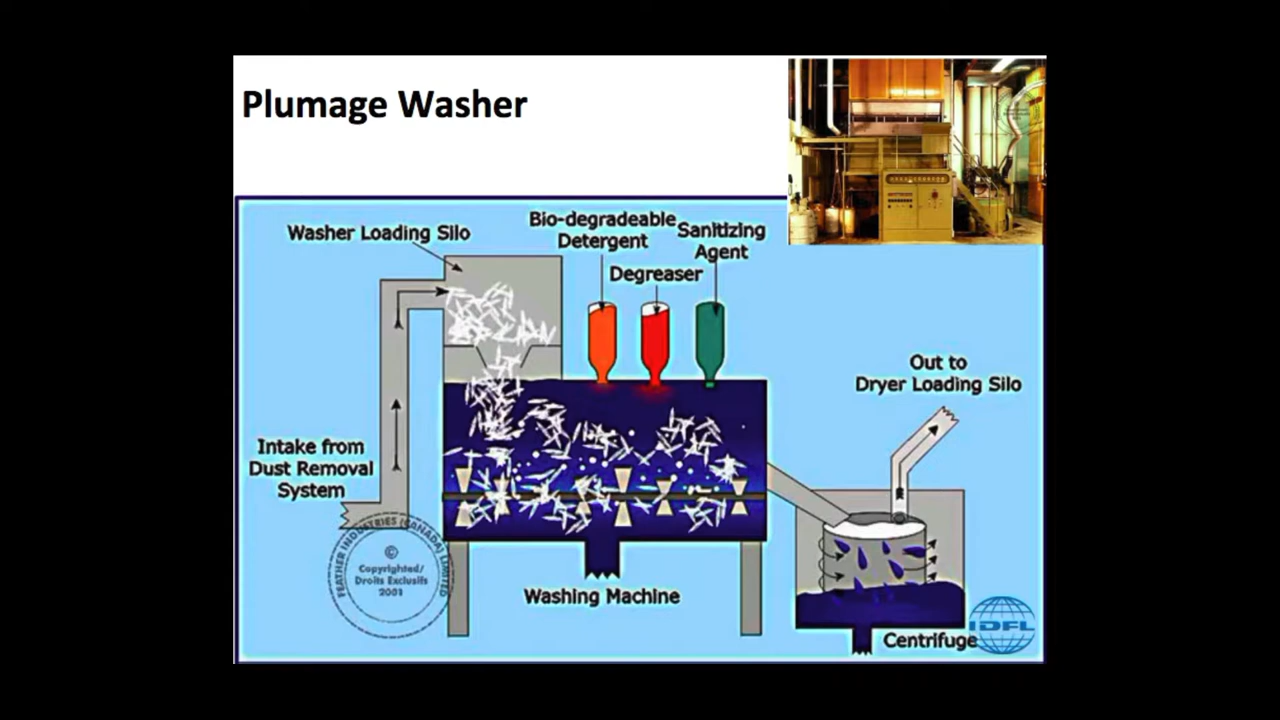 Plumage Washer
Washer Loading Silo
Bio-degradeable
Detergent
Sanitizing
Agent
Degreaser
Out to
Dryer Loading Silo
Intake from
Dust Removal
System
FEATHER INDUSTRIES (CANADA) LIMITED
©
Copyrighted/
Droits Exclusifs
2001
Washing Machine
Centrifuge
IDFL